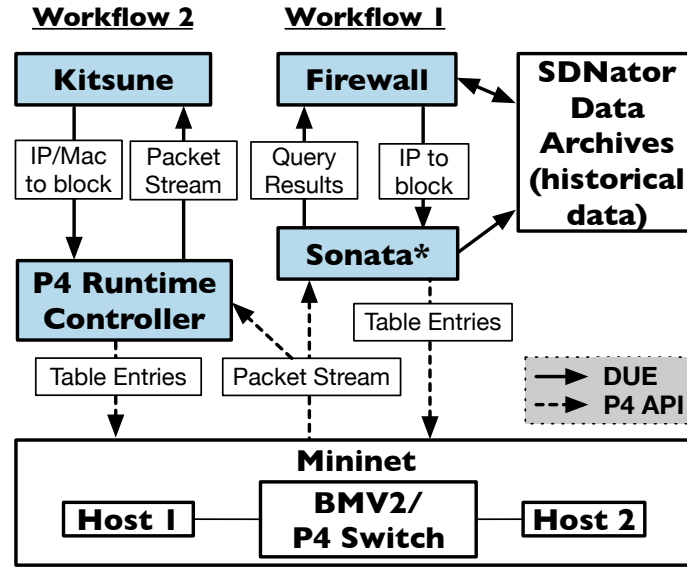 Workflow 2
Workflow 1
Kitsune
Firewall
SDNator
Data
Archives
(historical
data)
IP/Mac
to block
Packet
Stream
Query
Results
IP to
block
P4 Runtime
Controller
Sonata*
Table Entries
Table Entries
Packet Stream
DUE
P4 API
Mininet
Host 1
BMV2/
P4 Switch
Host 2